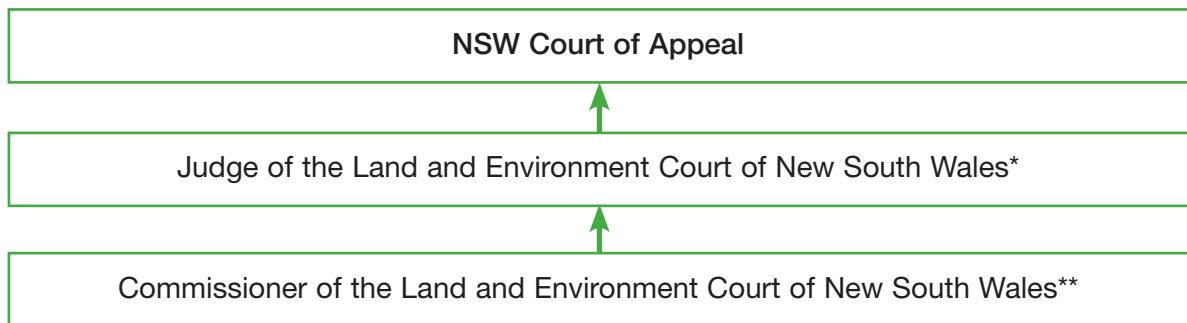 NSW Court of Appeal
Judge of the Land and Environment Court of New South Wales*
Commissioner of the Land and Environment Court of New South Wales**